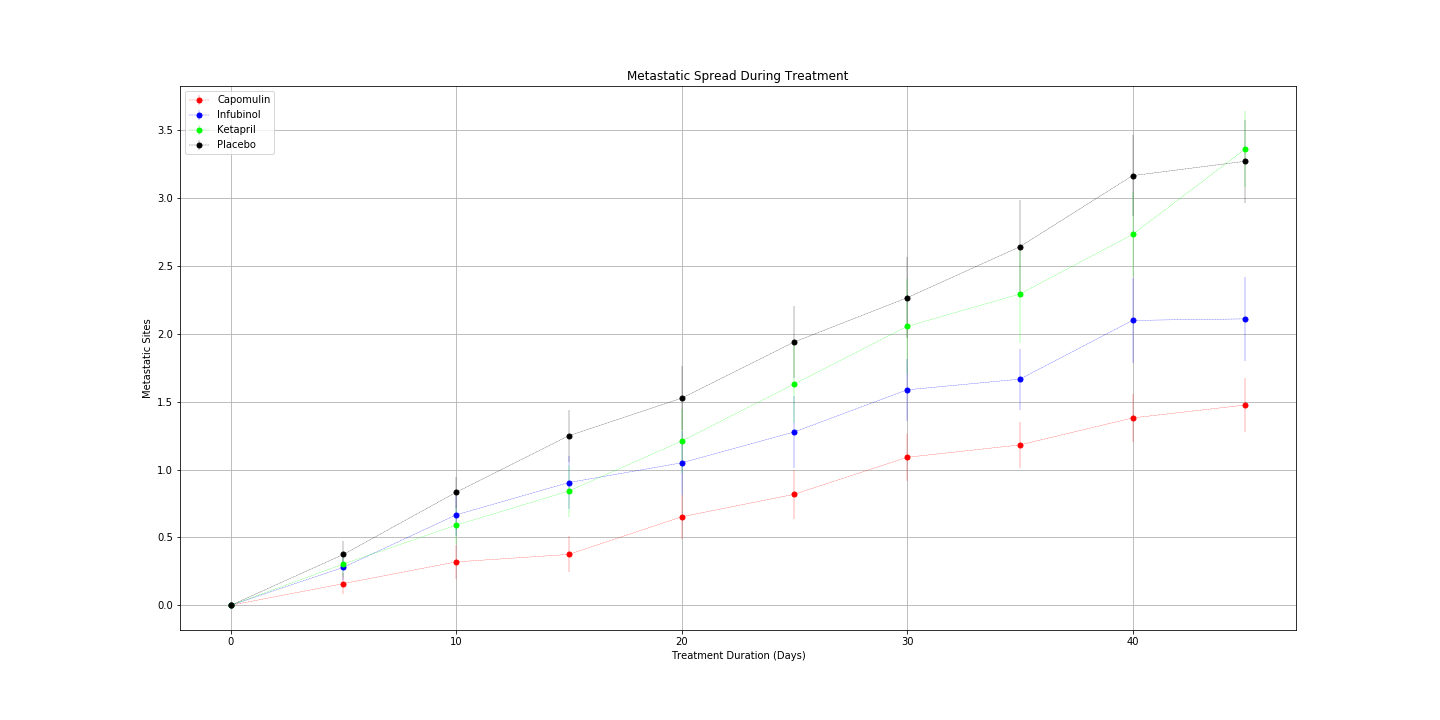 Metastatic Spread During Treatment
Capomulin
Infubinol
Ketapril
Placebo
3.5
3.0
2.5
2.0
1.5
1.0
0.5
0.0
Metastatic Sites
0 10 20 30 40
Treatment Duration (Days)